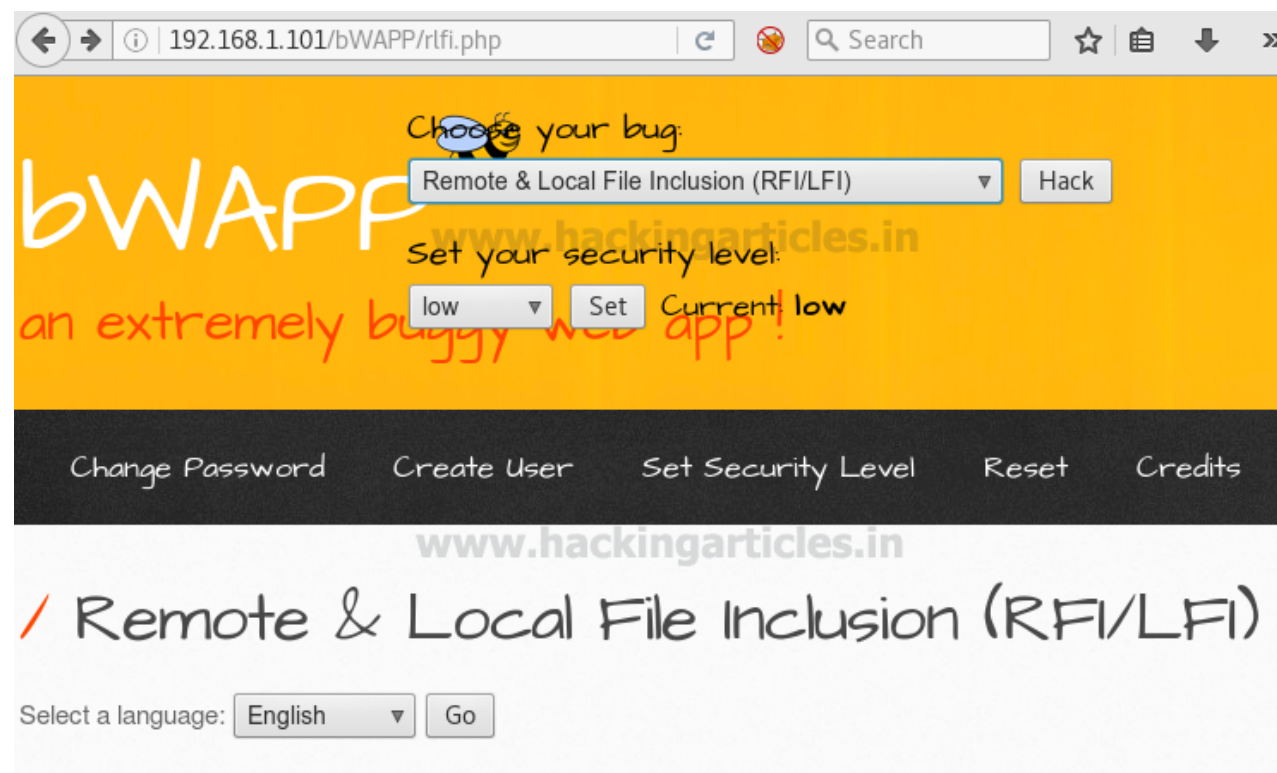 192.168.1.101/bWAPP/rlfi.php Search
Choose your bug:
Remote & Local File Inclusion (RFI/LFI) Hack
bWAPP
www.hackingarticles.in
Set your security level:
low Set Current: low
an extremely buggy web app !
Change Password Create User Set Security Level Reset Credits
www.hackingarticles.in
/ Remote & Local File Inclusion (RFI/LFI)
Select a language: English Go